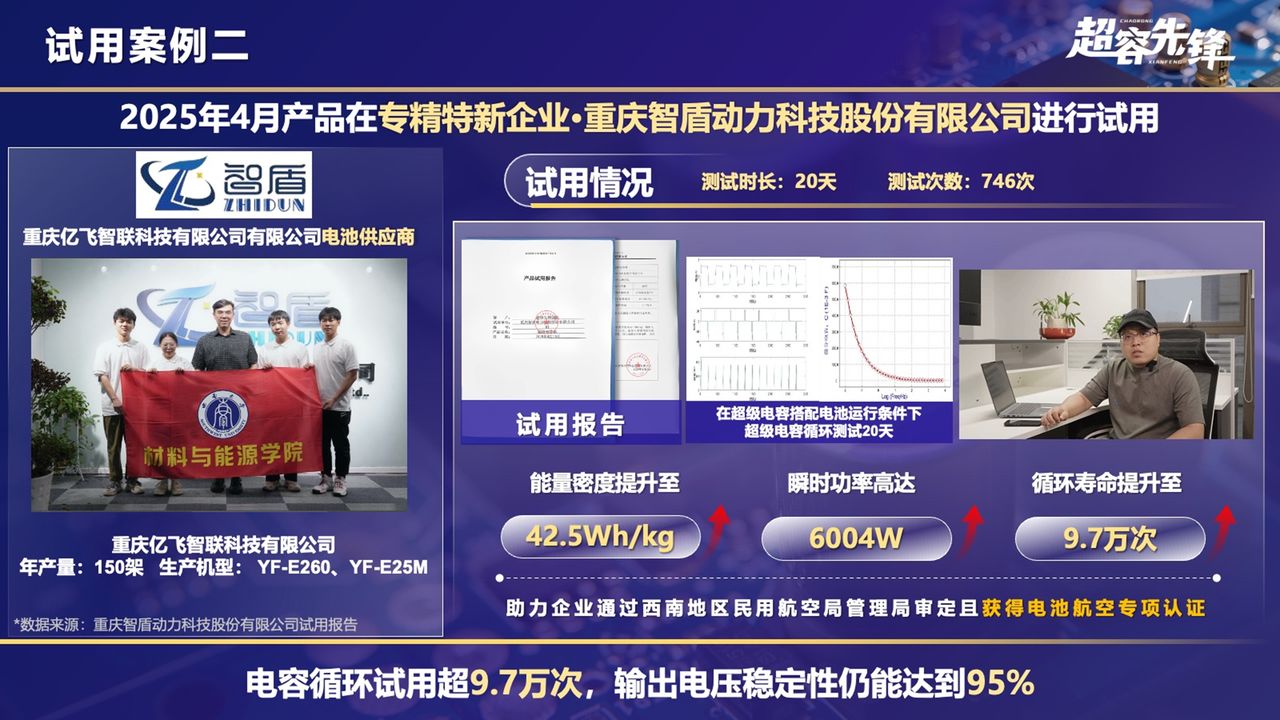 试用案例二
CHAORONG
超容先锋
XIANFENG
2025年4月产品在专精特新企业·重庆智盾动力科技股份有限公司进行试用
智盾
ZHIDUN
重庆亿飞智联科技有限公司有限公司电池供应商
智盾
ZHIDUN
材料与能源学院
重庆亿飞智联科技有限公司
年产量：150架 生产机型： YF-E260、YF-E25M
*数据来源：重庆智盾动力科技股份有限公司试用报告
试用情况
测试时长：20天
测试次数：746次
产品试用报告
试用报告
在超级电容搭配电池运行条件下
超级电容循环测试20天
能量密度提升至
42.5Wh/kg
瞬时功率高达
6004W
循环寿命提升至
9.7万次
助力企业通过西南地区民用航空局管理局审定且获得电池航空专项认证
电容循环试用超9.7万次，输出电压稳定性仍能达到95%